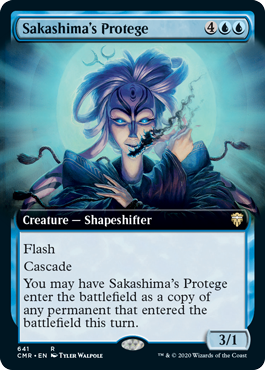 Sakashima's Protege 4
Creature — Shapeshifter
Flash
Cascade
You may have Sakashima's Protege
enter the battlefield as a copy of
any permanent that entered the
battlefield this turn.
3/1
641 R
CMR • EN TYLER WALPOLE ™ & © 2020 Wizards of the Coast